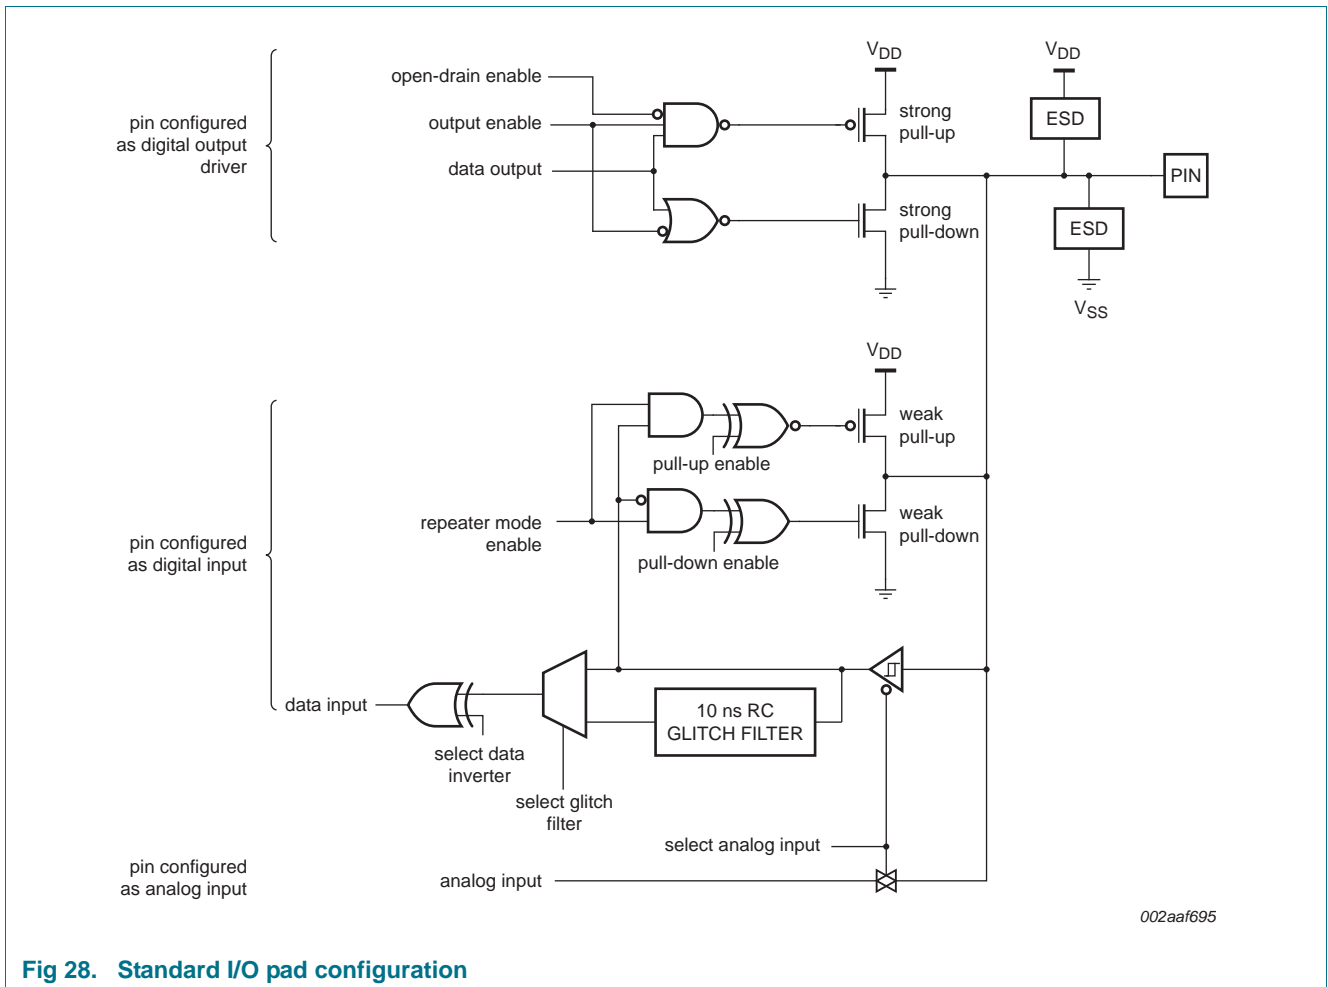 VDD
VDD
open-drain enable
strong
pull-up
ESD
pin configured
as digital output
driver
output enable
data output
PIN
strong
pull-down
ESD
VSS
VDD
weak
pull-up
pull-up enable
repeater mode
enable
weak
pull-down
pin configured
as digital input
pull-down enable
data input
10 ns RC
GLITCH FILTER
select data
inverter
select glitch
filter
select analog input
pin configured
as analog input
analog input
002aaf695
Fig 28. Standard I/O pad configuration